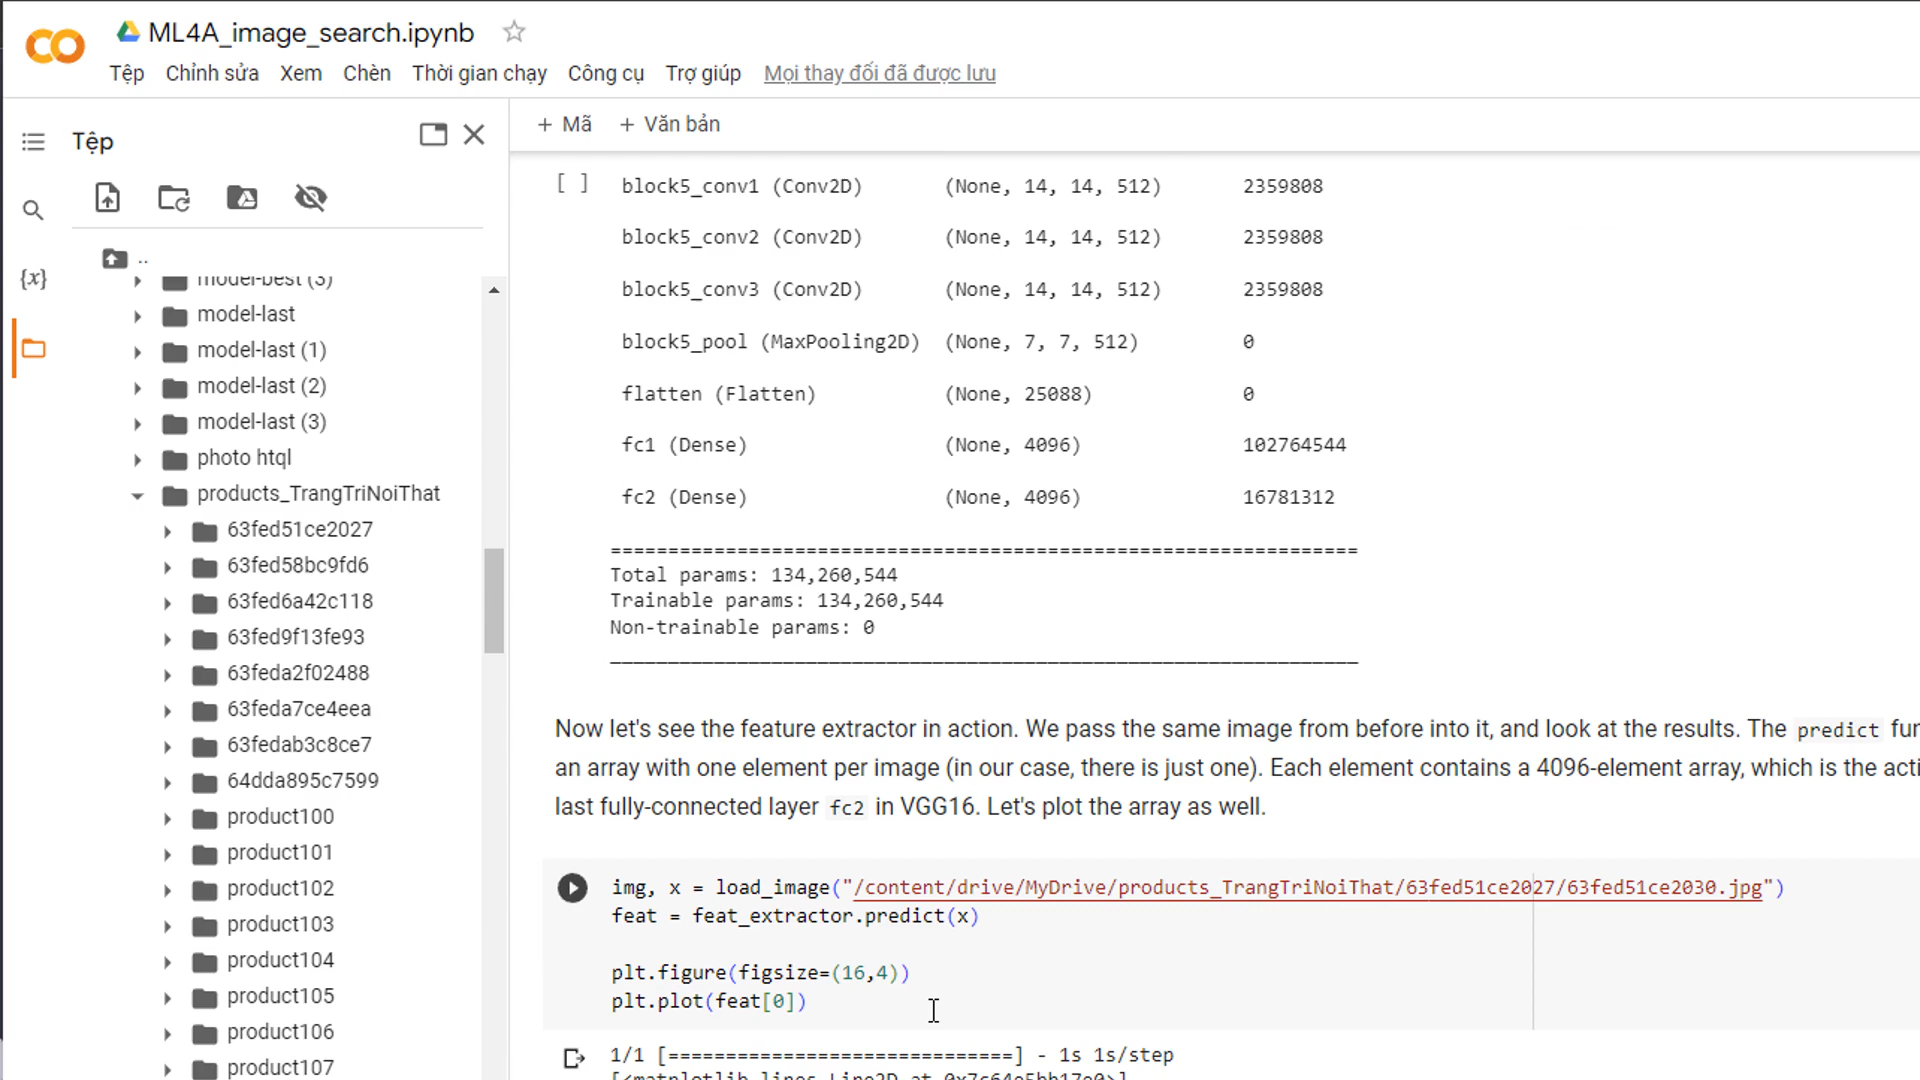 ML4A_image_search.ipynb
Tệp Chỉnh sửa Xem Chèn Thời gian chạy Công cụ Trợ giúp Mọi thay đổi đã được lưu
Tệp
+ Mã + Văn bản
..
model-best (3)
model-last
model-last (1)
model-last (2)
model-last (3)
photo htql
products_TrangTriNoiThat
63fed51ce2027
63fed58bc9fd6
63fed6a42c118
63fed9f13fe93
63feda2f02488
63feda7ce4eea
63fedab3c8ce7
64dda895c7599
product100
product101
product102
product103
product104
product105
product106
product107
{x}
[ ] block5_conv1 (Conv2D) (None, 14, 14, 512) 2359808
block5_conv2 (Conv2D) (None, 14, 14, 512) 2359808
block5_conv3 (Conv2D) (None, 14, 14, 512) 2359808
block5_pool (MaxPooling2D) (None, 7, 7, 512) 0
flatten (Flatten) (None, 25088) 0
fc1 (Dense) (None, 4096) 102764544
fc2 (Dense) (None, 4096) 16781312
=================================================================
Total params: 134,260,544
Trainable params: 134,260,544
Non-trainable params: 0
_________________________________________________________________
Now let's see the feature extractor in action. We pass the same image from before into it, and look at the results. The predict
an array with one element per image (in our case, there is just one). Each element contains a 4096-element array, which is the
last fully-connected layer fc2 in VGG16. Let's plot the array as well.
img, x = load_image("/content/drive/MyDrive/products_TrangTriNoiThat/63fed51ce2027/63fed51ce2030.jpg")
feat = feat_extractor.predict(x)
plt.figure(figsize=(16,4))
plt.plot(feat[0])
1/1 [==============================] - 1s 1s/step